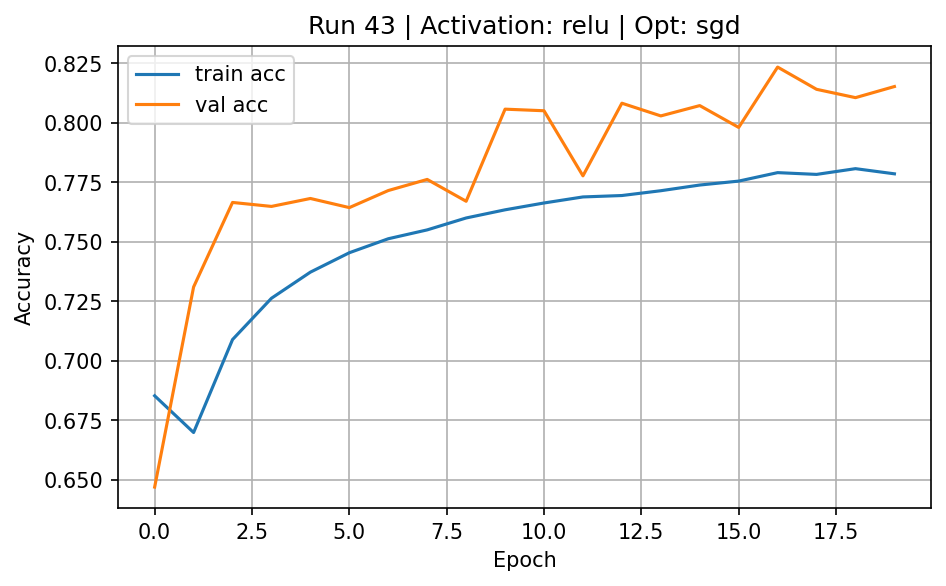 Run 43 | Activation: relu | Opt: sgd
train acc
val acc
Accuracy
0.825
0.800
0.775
0.750
0.725
0.700
0.675
0.650
0.0 2.5 5.0 7.5 10.0 12.5 15.0 17.5
Epoch